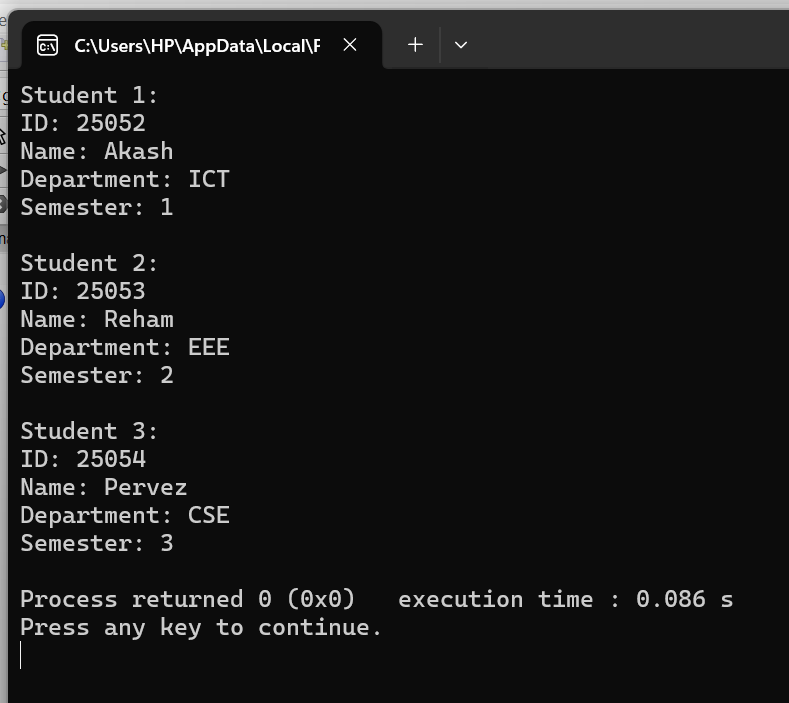 C:\Users\HP\AppData\Local\F
Student 1:
ID: 25052
Name: Akash
Department: ICT
Semester: 1
Student 2:
ID: 25053
Name: Reham
Department: EEE
Semester: 2
Student 3:
ID: 25054
Name: Pervez
Department: CSE
Semester: 3
Process returned 0 (0x0)   execution time : 0.086 s
Press any key to continue.